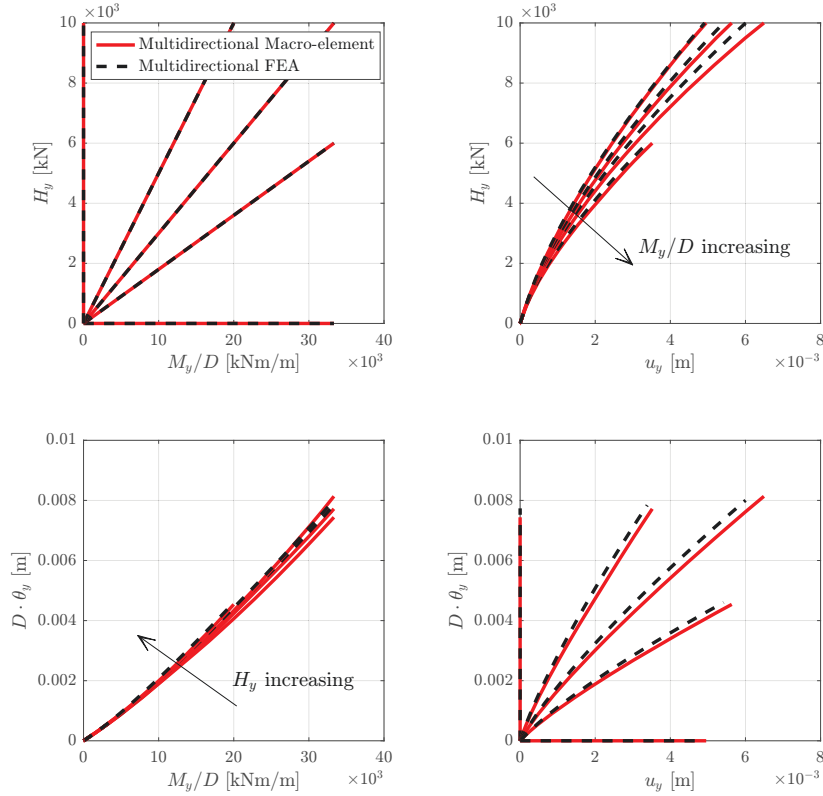 ×10³
10
8
6
4
2
0
H_y [kN]
Multidirectional Macro-element
Multidirectional FEA
0 10 20 30 40
M_y/D [kNm/m] ×10³
×10³
10
8
6
4
2
0
H_y [kN]
M_y/D increasing
0 2 4 6 8
u_y [m] ×10⁻³
0.01
0.008
0.006
0.004
0.002
0
D · θ_y [m]
H_y increasing
0 10 20 30 40
M_y/D [kNm/m] ×10³
0.01
0.008
0.006
0.004
0.002
0
D · θ_y [m]
0 2 4 6 8
u_y [m] ×10⁻³